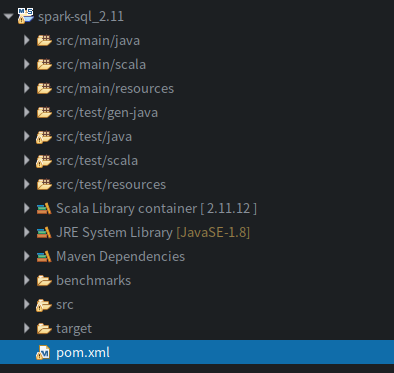 spark-sql_2.11
src/main/java
src/main/scala
src/main/resources
src/test/gen-java
src/test/java
src/test/scala
src/test/resources
Scala Library container [ 2.11.12 ]
JRE System Library [JavaSE-1.8]
Maven Dependencies
benchmarks
src
target
pom.xml